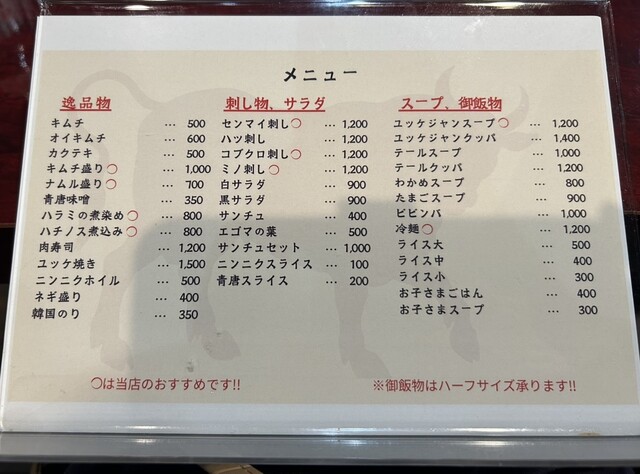 メニュー
逸品物
キムチ … 500
オイキムチ … 600
カクテキ … 500
キムチ盛り〇 … 1,000
ナムル盛り〇 … 700
青唐味噌 … 350
ハラミの煮染め〇 … 800
ハチノス煮込み〇 … 800
肉寿司 … 1,200
ユッケ焼き … 1,500
ニンニクホイル … 500
ネギ盛り … 400
韓国のり … 350
刺し物、サラダ
センマイ刺し〇 … 1,200
ハツ刺し … 1,200
コブクロ刺し〇 … 1,200
ミノ刺し〇 … 1,200
白サラダ … 900
黒サラダ … 900
サンチュ … 400
エゴマの葉 … 500
サンチュセット … 1,000
ニンニクスライス … 100
青唐スライス … 200
スープ、御飯物
ユッケジャンスープ〇 … 1,200
ユッケジャンクッパ … 1,400
テールスープ … 1,000
テールクッパ … 1,200
わかめスープ … 800
たまごスープ … 900
ビビンバ … 1,000
冷麺〇 … 1,200
ライス大 … 500
ライス中 … 400
ライス小 … 300
お子さまごはん … 400
お子さまスープ … 300
〇は当店のおすすめです!!
※御飯物はハーフサイズ承ります!!